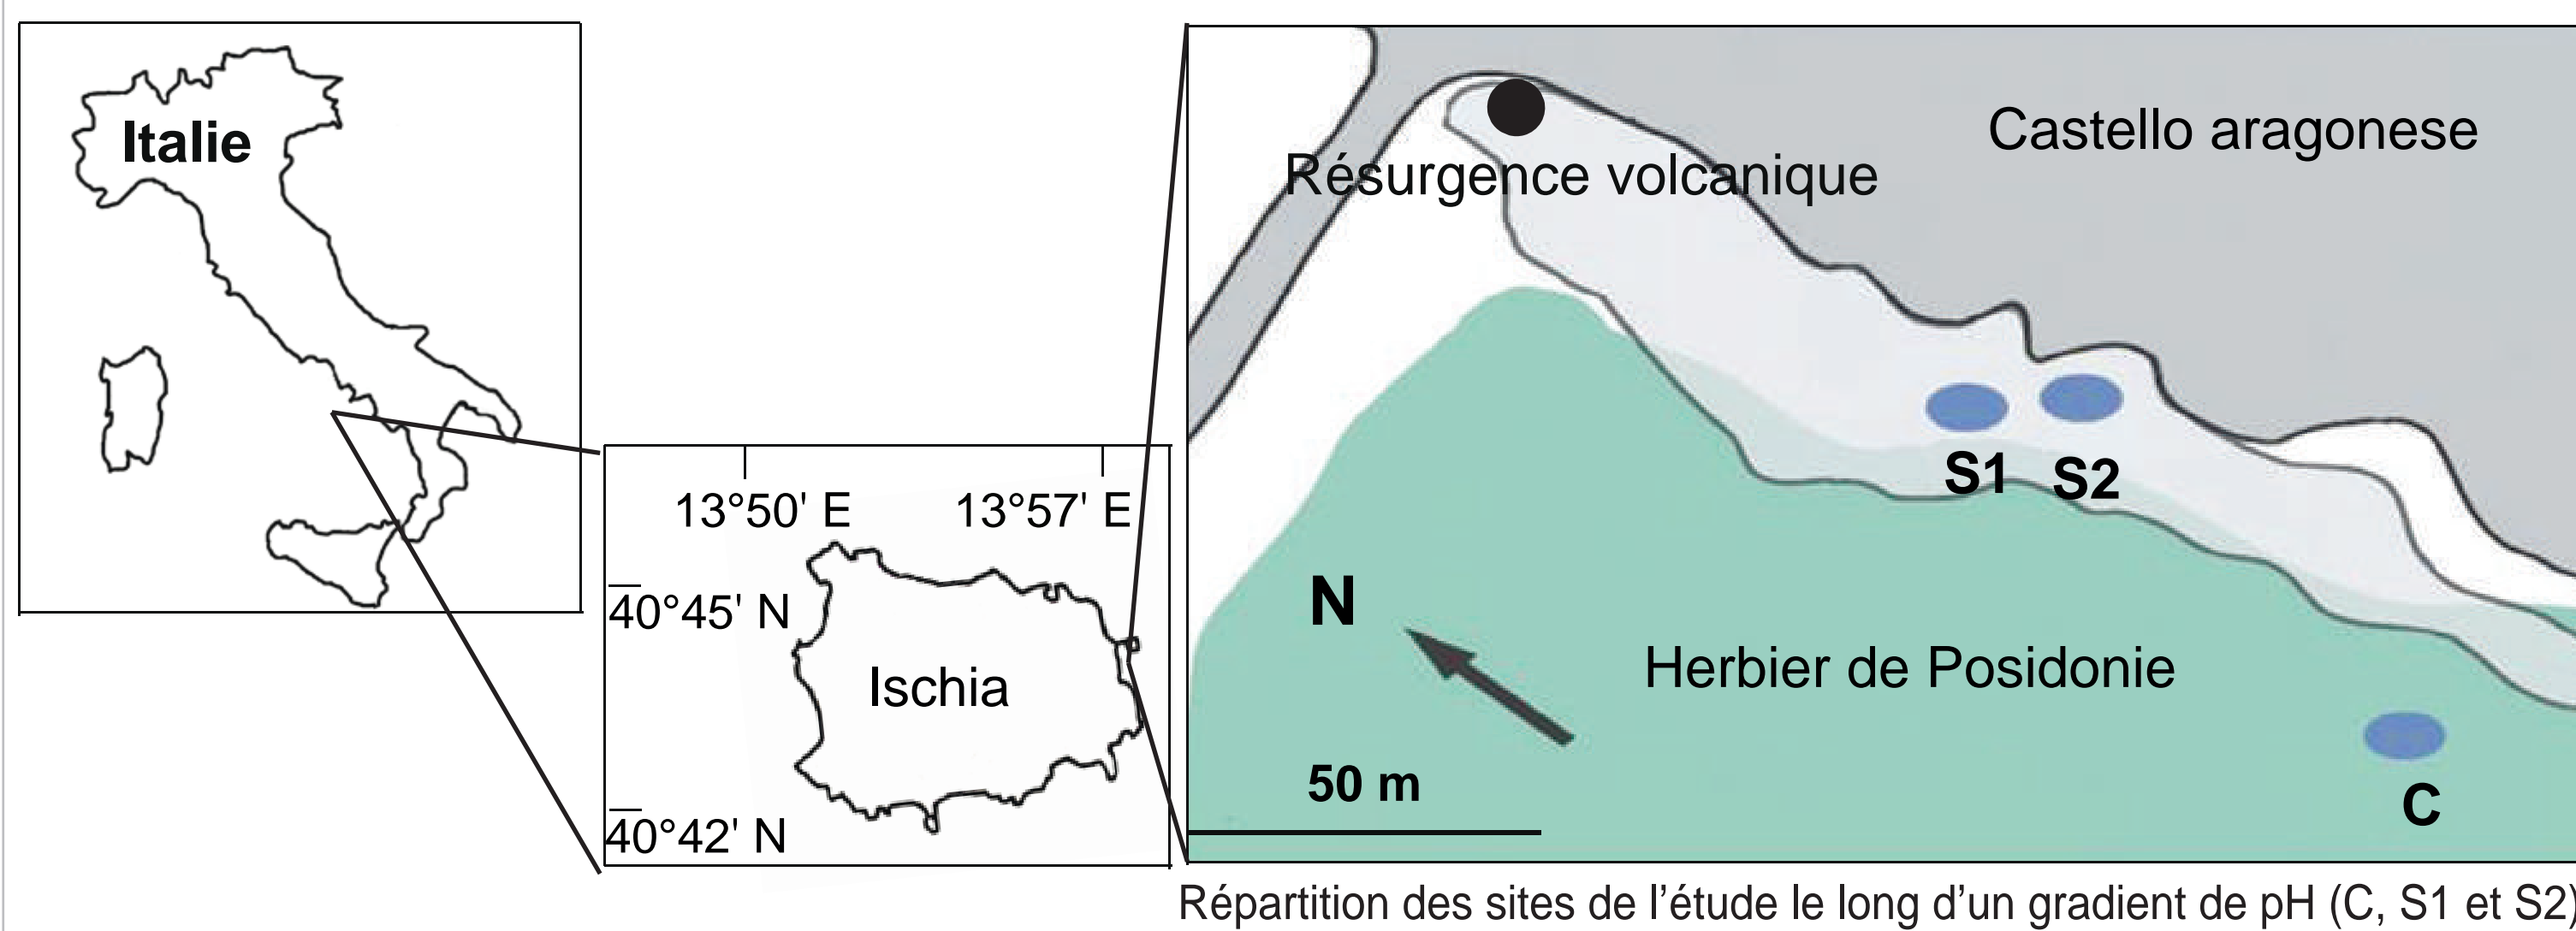 Italie
Castello aragonese
Résurgence volcanique
S1
S2
13°50' E
13°57' E
40°45' N
N
Ischia
Herbier de Posidonie
50 m
C
40°42' N
Répartition des sites de l'étude le long d'un gradient de pH (C, S1 et S2)